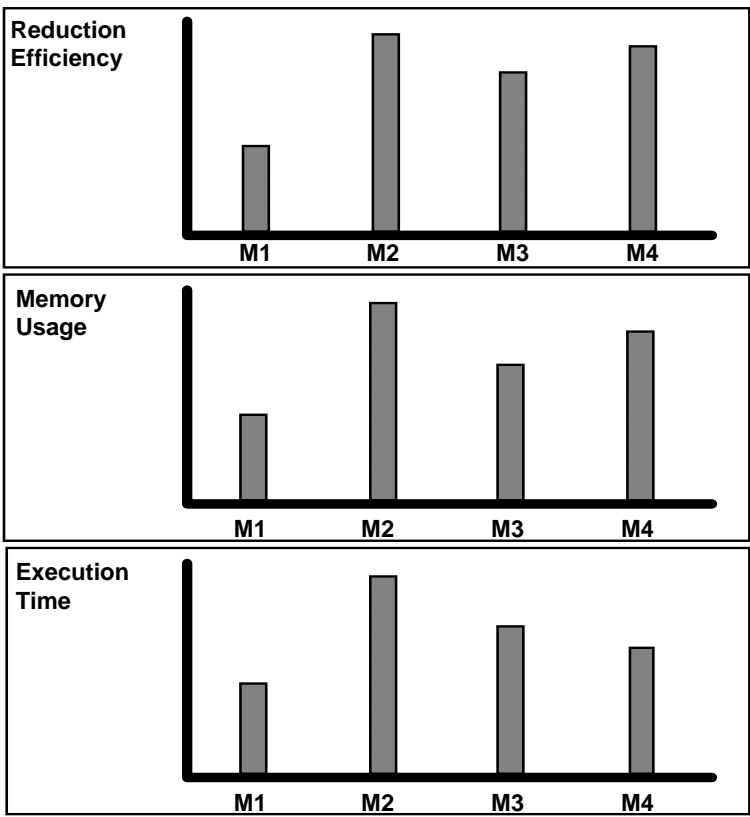 Reduction
Efficiency
M1 M2 M3 M4
Memory
Usage
M1 M2 M3 M4
Execution
Time
M1 M2 M3 M4